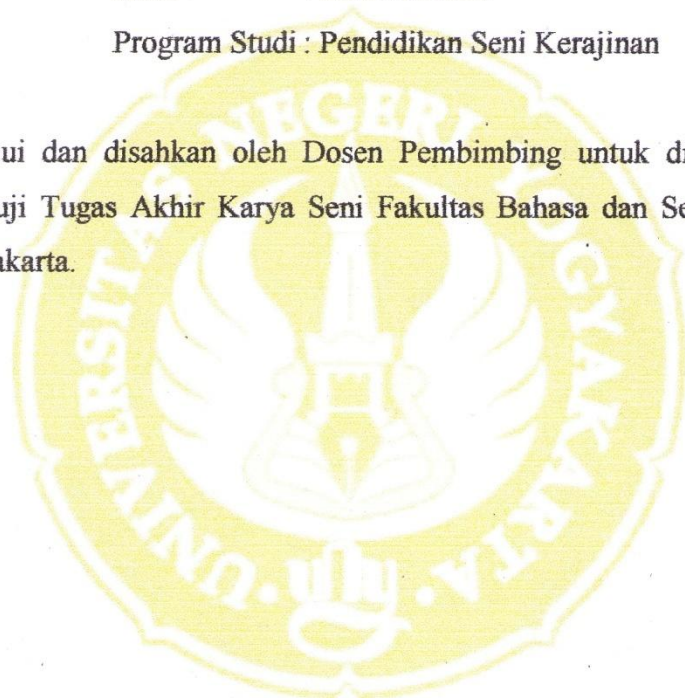 Program Studi : Pendidikan Seni Kerajinan
ui dan disahkan oleh Dosen Pembimbing untuk di
uji Tugas Akhir Karya Seni Fakultas Bahasa dan Se
akarta.
UNIVERSITAS NEGERI YOGYAKARTA